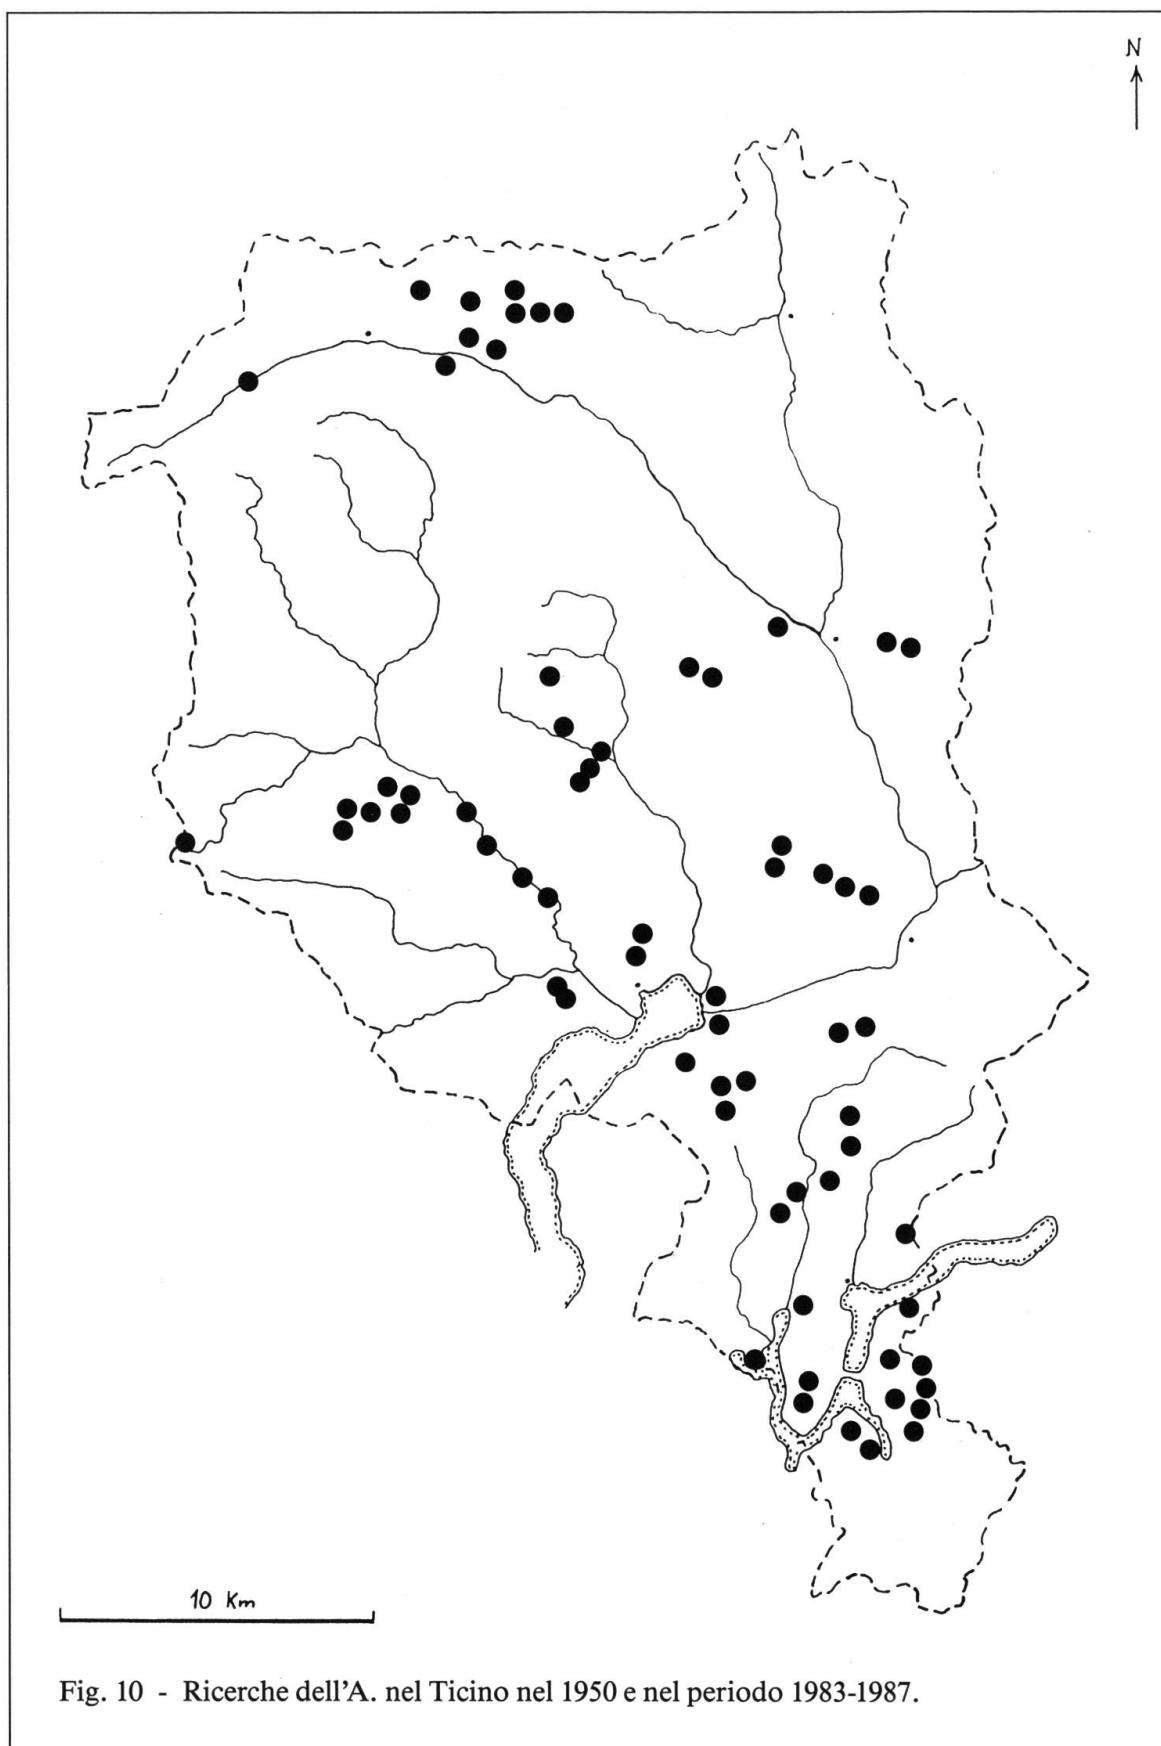 N
10 Km
Fig. 10 - Ricerche dell'A. nel Ticino nel 1950 e nel periodo 1983-1987.